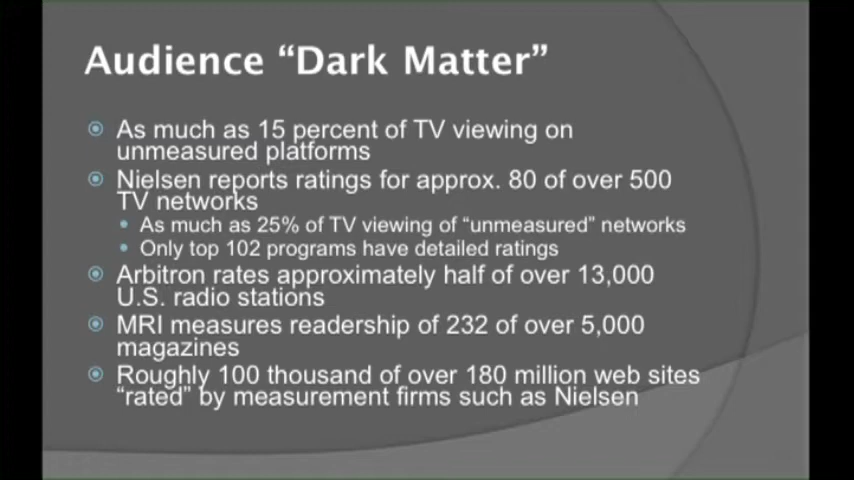 Audience “Dark Matter”
As much as 15 percent of TV viewing on
unmeasured platforms
Nielsen reports ratings for approx. 80 of over 500
TV networks
As much as 25% of TV viewing of “unmeasured” networks
Only top 102 programs have detailed ratings
Arbitron rates approximately half of over 13,000
U.S. radio stations
MRI measures readership of 232 of over 5,000
magazines
Roughly 100 thousand of over 180 million web sites
“rated” by measurement firms such as Nielsen